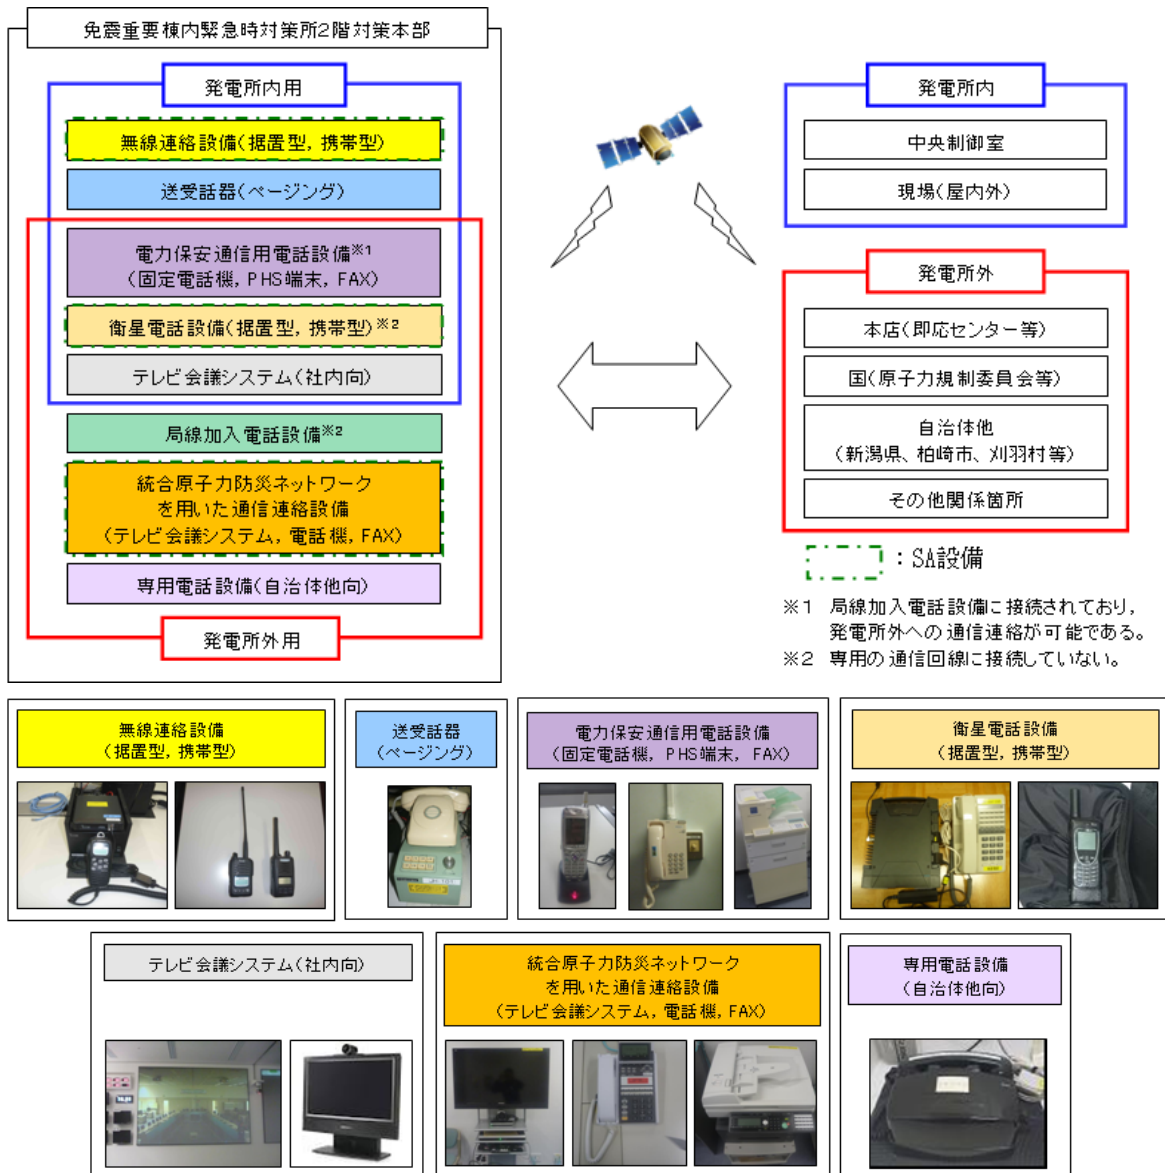 免震重要棟内緊急時対策所2階対策本部
発電所内用
無線連絡設備(据置型，携帯型)
送受話器(ページング)
電力保安通信用電話設備※1
(固定電話機，PHS端末，FAX)
衛星電話設備(据置型，携帯型)※2
テレビ会議システム(社内向)
局線加入電話設備※2
統合原子力防災ネットワーク
を用いた通信連絡設備
(テレビ会議システム，電話機，FAX)
専用電話設備(自治体他向)
発電所外用
発電所内
中央制御室
現場(屋内外)
発電所外
本店(即応センター等)
国(原子力規制委員会等)
自治体他
(新潟県、柏崎市、刈羽村等)
その他関係箇所
：SA設備
※1 局線加入電話設備に接続されており，
発電所外への通信連絡が可能である。
※2 専用の通信回線に接続していない。
無線連絡設備
(据置型，携帯型)
送受話器
(ページング)
電力保安通信用電話設備
(固定電話機，PHS端末，FAX)
衛星電話設備
(据置型，携帯型)
テレビ会議システム(社内向)
統合原子力防災ネットワーク
を用いた通信連絡設備
(テレビ会議システム，電話機，FAX)
専用電話設備
(自治体他向)